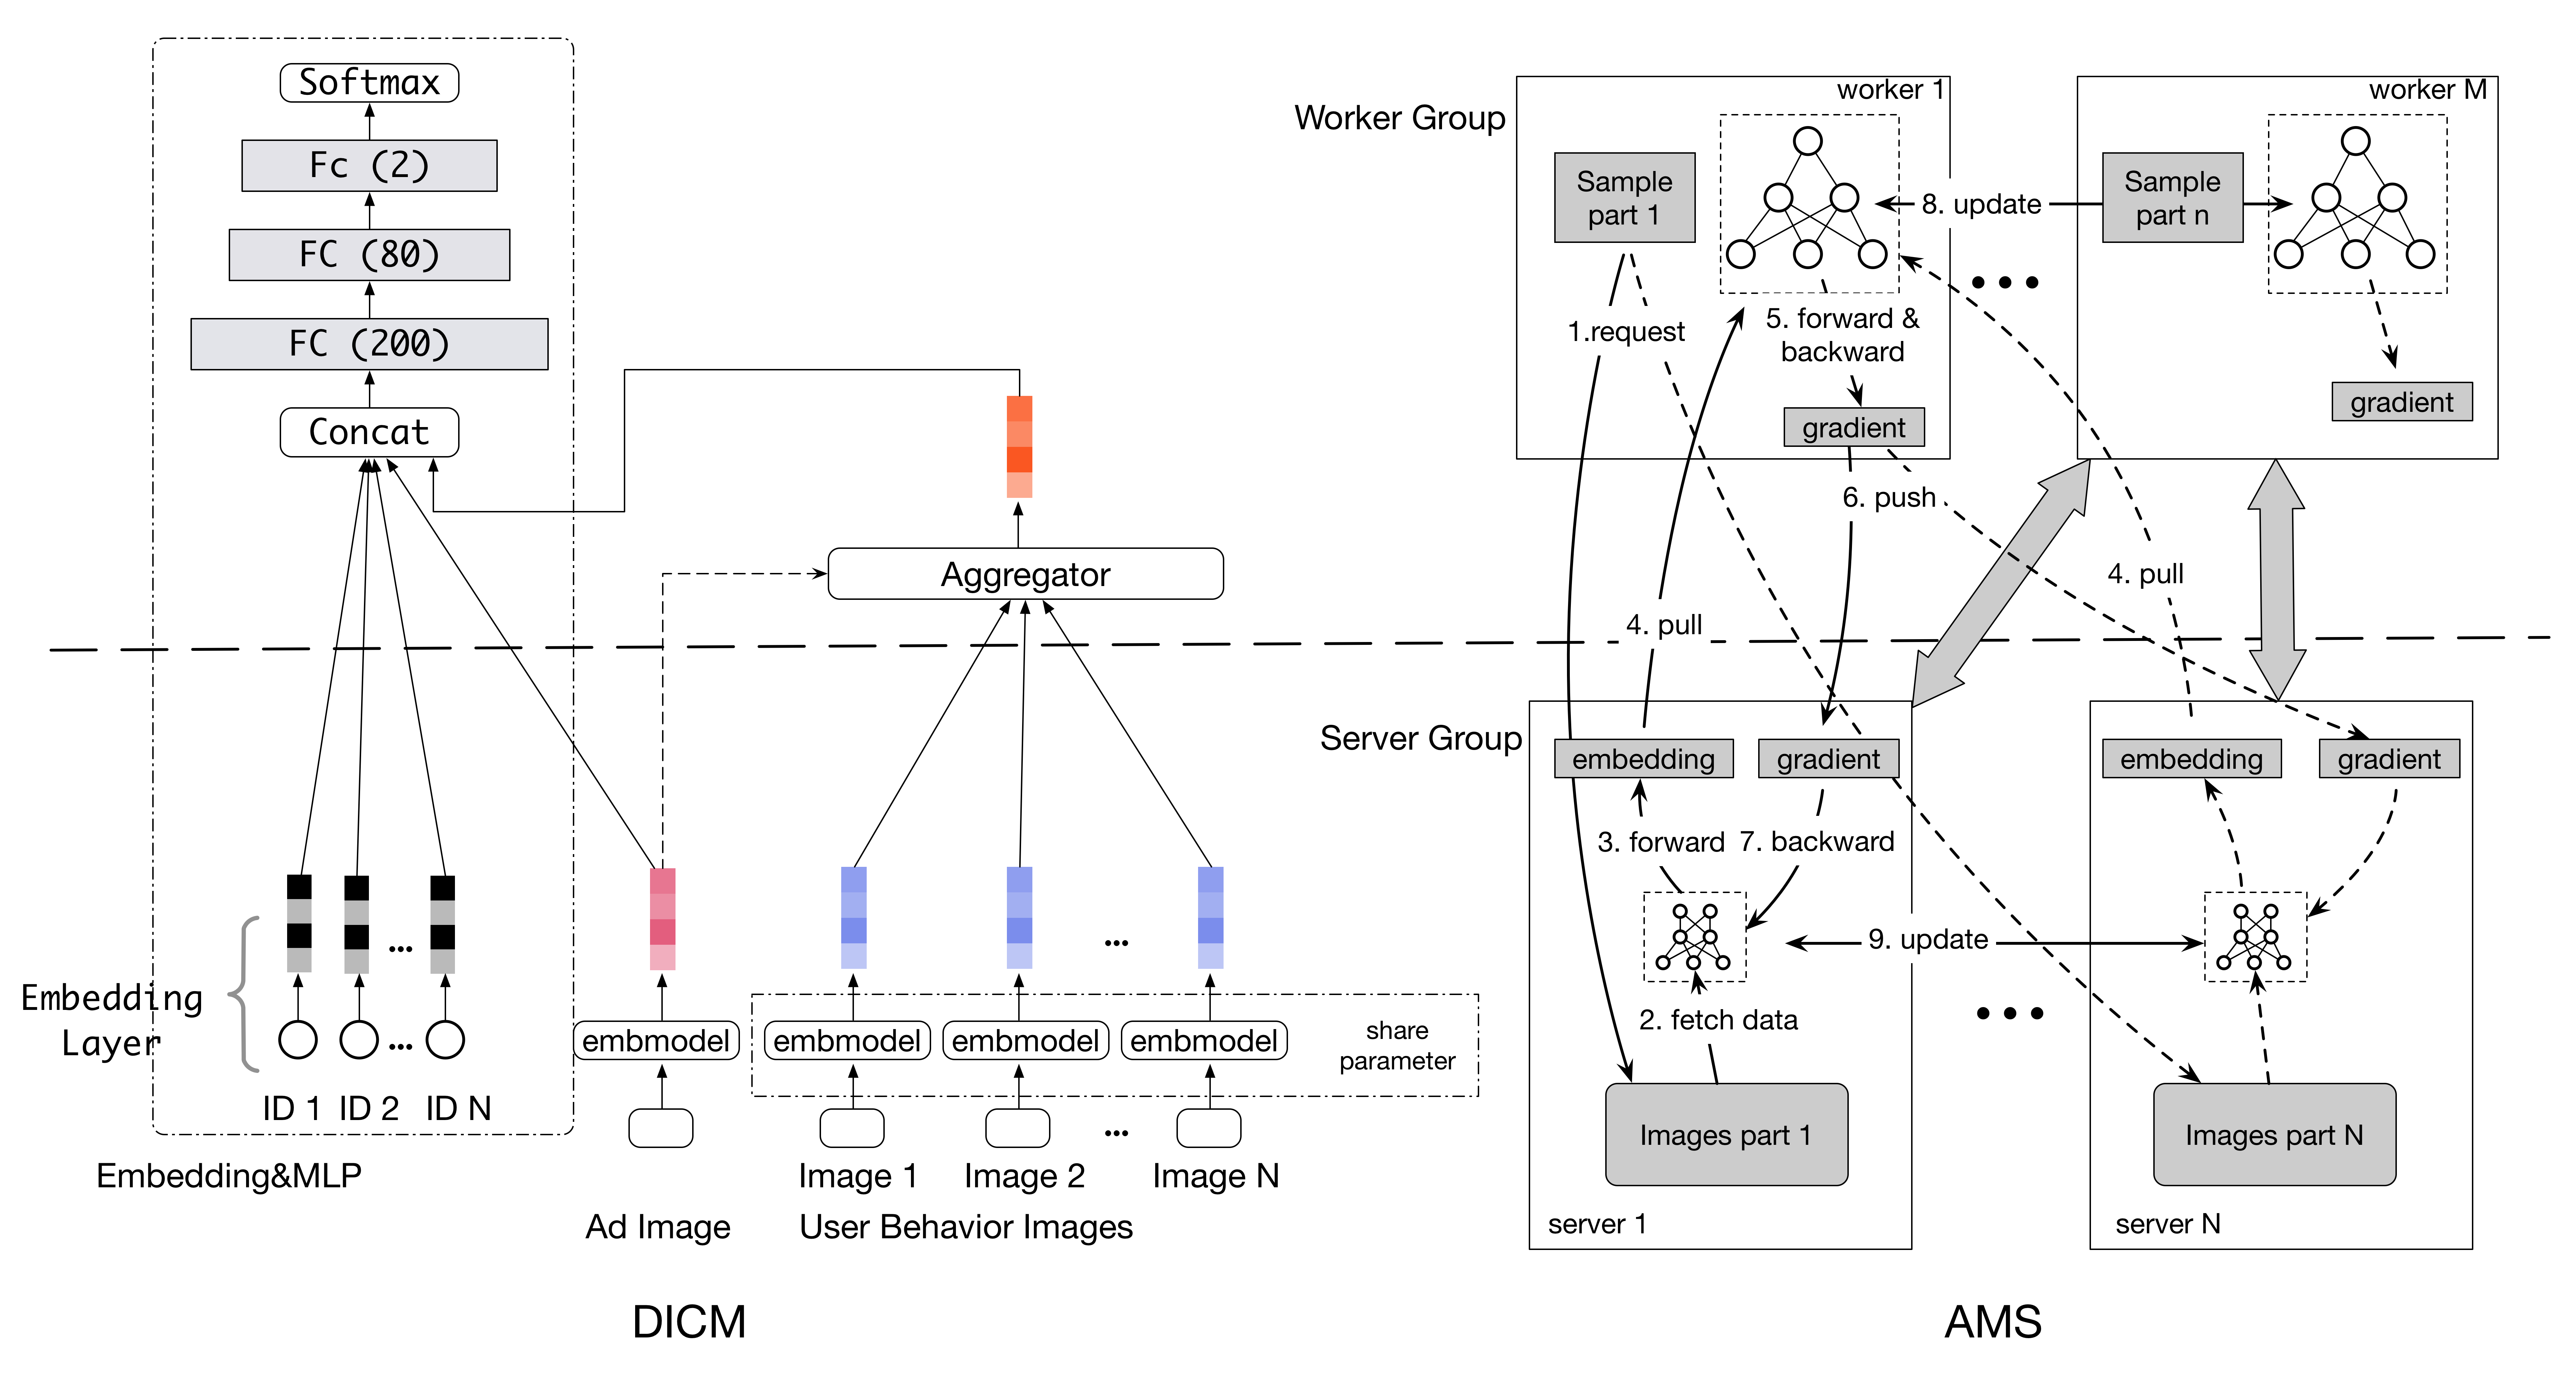 Softmax
Fc (2)
FC (80)
FC (200)
Concat
Embedding
Layer
...
...
ID 1
ID 2
ID N
Embedding&MLP
Aggregator
...
embmodel
embmodel
embmodel
embmodel
share
parameter
...
Image 1
Image 2
Image N
Ad Image
User Behavior Images
DICM
Worker Group
worker 1
Sample
part 1
1.request
5. forward &
backward
gradient
8. update
worker M
Sample
part n
gradient
6. push
4. pull
4. pull
Server Group
embedding
gradient
3. forward
7. backward
2. fetch data
Images part 1
server 1
9. update
embedding
gradient
Images part N
server N
AMS